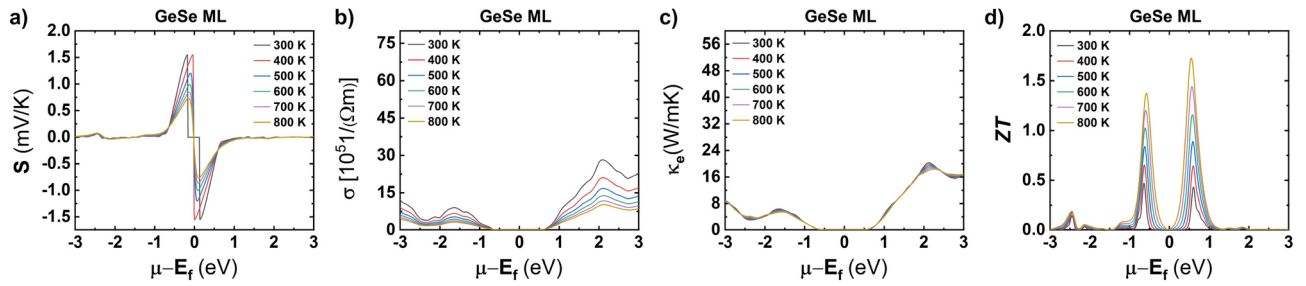 a)
GeSe ML
S (mV/K)
2.0
1.5
1.0
0.5
0.0
-0.5
-1.0
-1.5
300 K
400 K
500 K
600 K
700 K
800 K
-3 -2 -1 0 1 2 3
μ−E_f (eV)
b)
GeSe ML
σ [10⁵1/(Ωm)]
75
60
45
30
15
0
300 K
400 K
500 K
600 K
700 K
800 K
-3 -2 -1 0 1 2 3
μ−E_f (eV)
c)
GeSe ML
κ_e(W/mK)
56
48
40
32
24
16
8
0
300 K
400 K
500 K
600 K
700 K
800 K
-3 -2 -1 0 1 2 3
μ−E_f (eV)
d)
GeSe ML
ZT
2.0
1.5
1.0
0.5
0.0
300 K
400 K
500 K
600 K
700 K
800 K
-3 -2 -1 0 1 2 3
μ−E_f (eV)